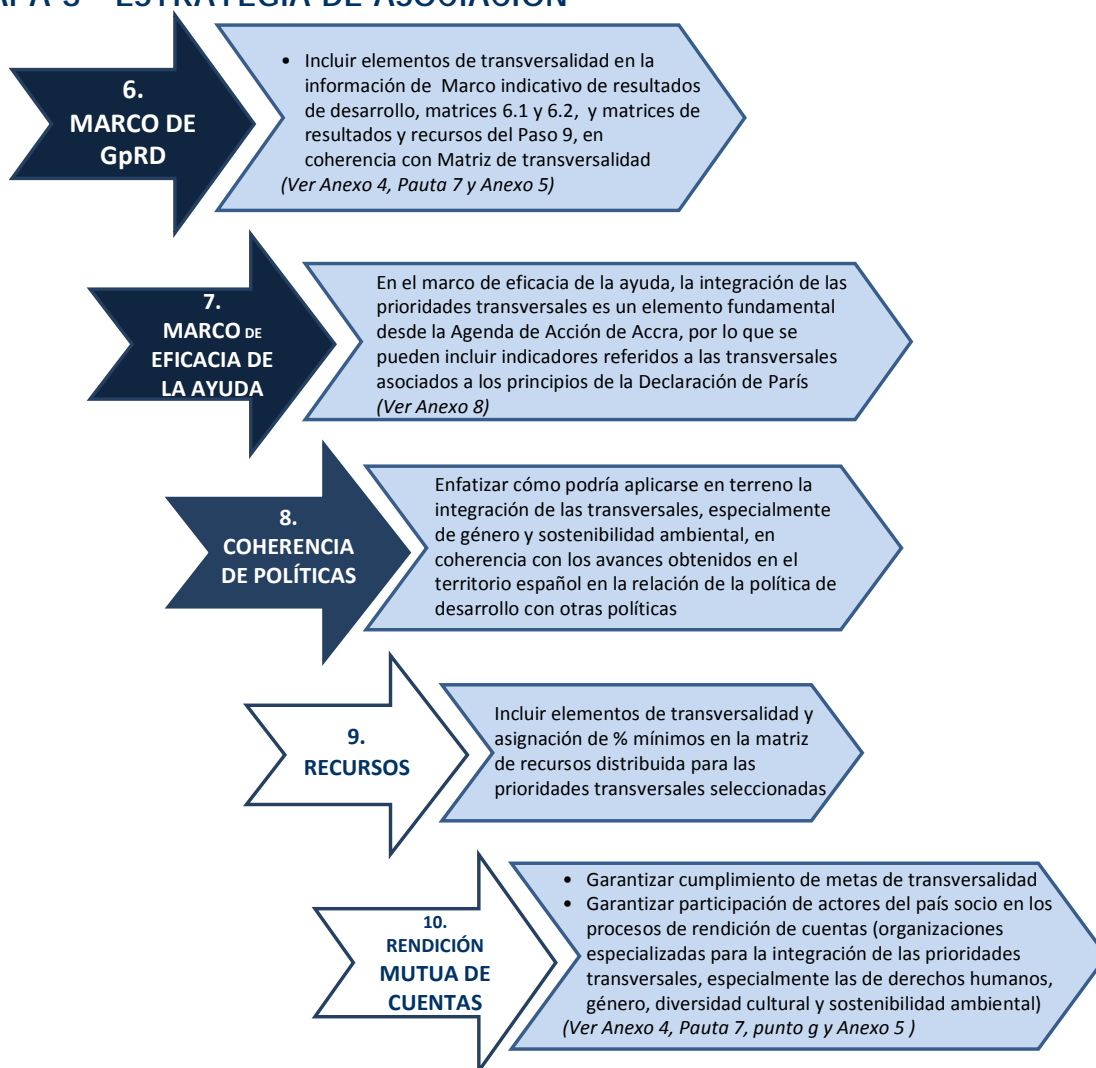 ESTRATEGIA DE ASOCIACIÓN
6.
MARCO DE
GpRD
• Incluir elementos de transversalidad en la
información de Marco indicativo de resultados
de desarrollo, matrices 6.1 y 6.2, y matrices de
resultados y recursos del Paso 9, en
coherencia con Matriz de transversalidad
(Ver Anexo 4, Pauta 7 y Anexo 5)
7.
MARCO DE
EFICACIA DE
LA AYUDA
En el marco de eficacia de la ayuda, la integración de las
prioridades transversales es un elemento fundamental
desde la Agenda de Acción de Accra, por lo que se
pueden incluir indicadores referidos a las transversales
asociados a los principios de la Declaración de París
(Ver Anexo 8)
8.
COHERENCIA
DE POLÍTICAS
Enfatizar cómo podría aplicarse en terreno la
integración de las transversales, especialmente
de género y sostenibilidad ambiental, en
coherencia con los avances obtenidos en el
territorio español en la relación de la política de
desarrollo con otras políticas
9.
RECURSOS
Incluir elementos de transversalidad y
asignación de % mínimos en la matriz
de recursos distribuida para las
prioridades transversales seleccionadas
10.
RENDICIÓN
MUTUA DE
CUENTAS
• Garantizar cumplimiento de metas de transversalidad
• Garantizar participación de actores del país socio en los
procesos de rendición de cuentas (organizaciones
especializadas para la integración de las prioridades
transversales, especialmente las de derechos humanos,
género, diversidad cultural y sostenibilidad ambiental)
(Ver Anexo 4, Pauta 7, punto g y Anexo 5 )